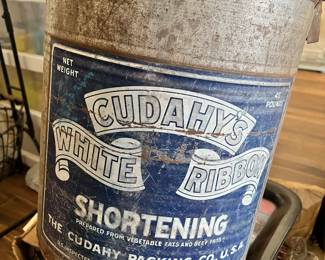 NET
WEIGHT
POUNDS
CUDAHY'S
WHITE
RIBBON
SHORTENING
PREPARED FROM VEGETABLE FATS AND BEEF FATS
THE CUDAHY PACKING CO. U.S.A.